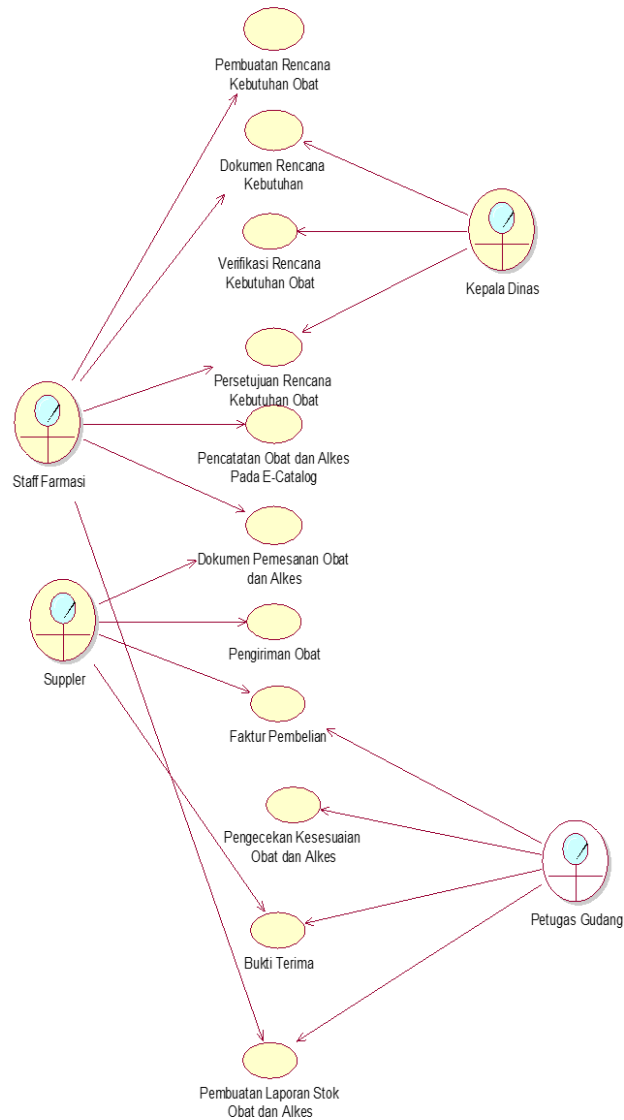 Pembuatan Rencana
Kebutuhan Obat
Dokumen Rencana
Kebutuhan
Verifikasi Rencana
Kebutuhan Obat
Kepala Dinas
Persetujuan Rencana
Kebutuhan Obat
Pencatatan Obat dan Alkes
Pada E-Catalog
Staff Farmasi
Dokumen Pemesanan Obat
dan Alkes
Pengiriman Obat
Suppler
Faktur Pembelian
Pengecekan Kesesuaian
Obat dan Alkes
Petugas Gudang
Bukti Terima
Pembuatan Laporan Stok
Obat dan Alkes